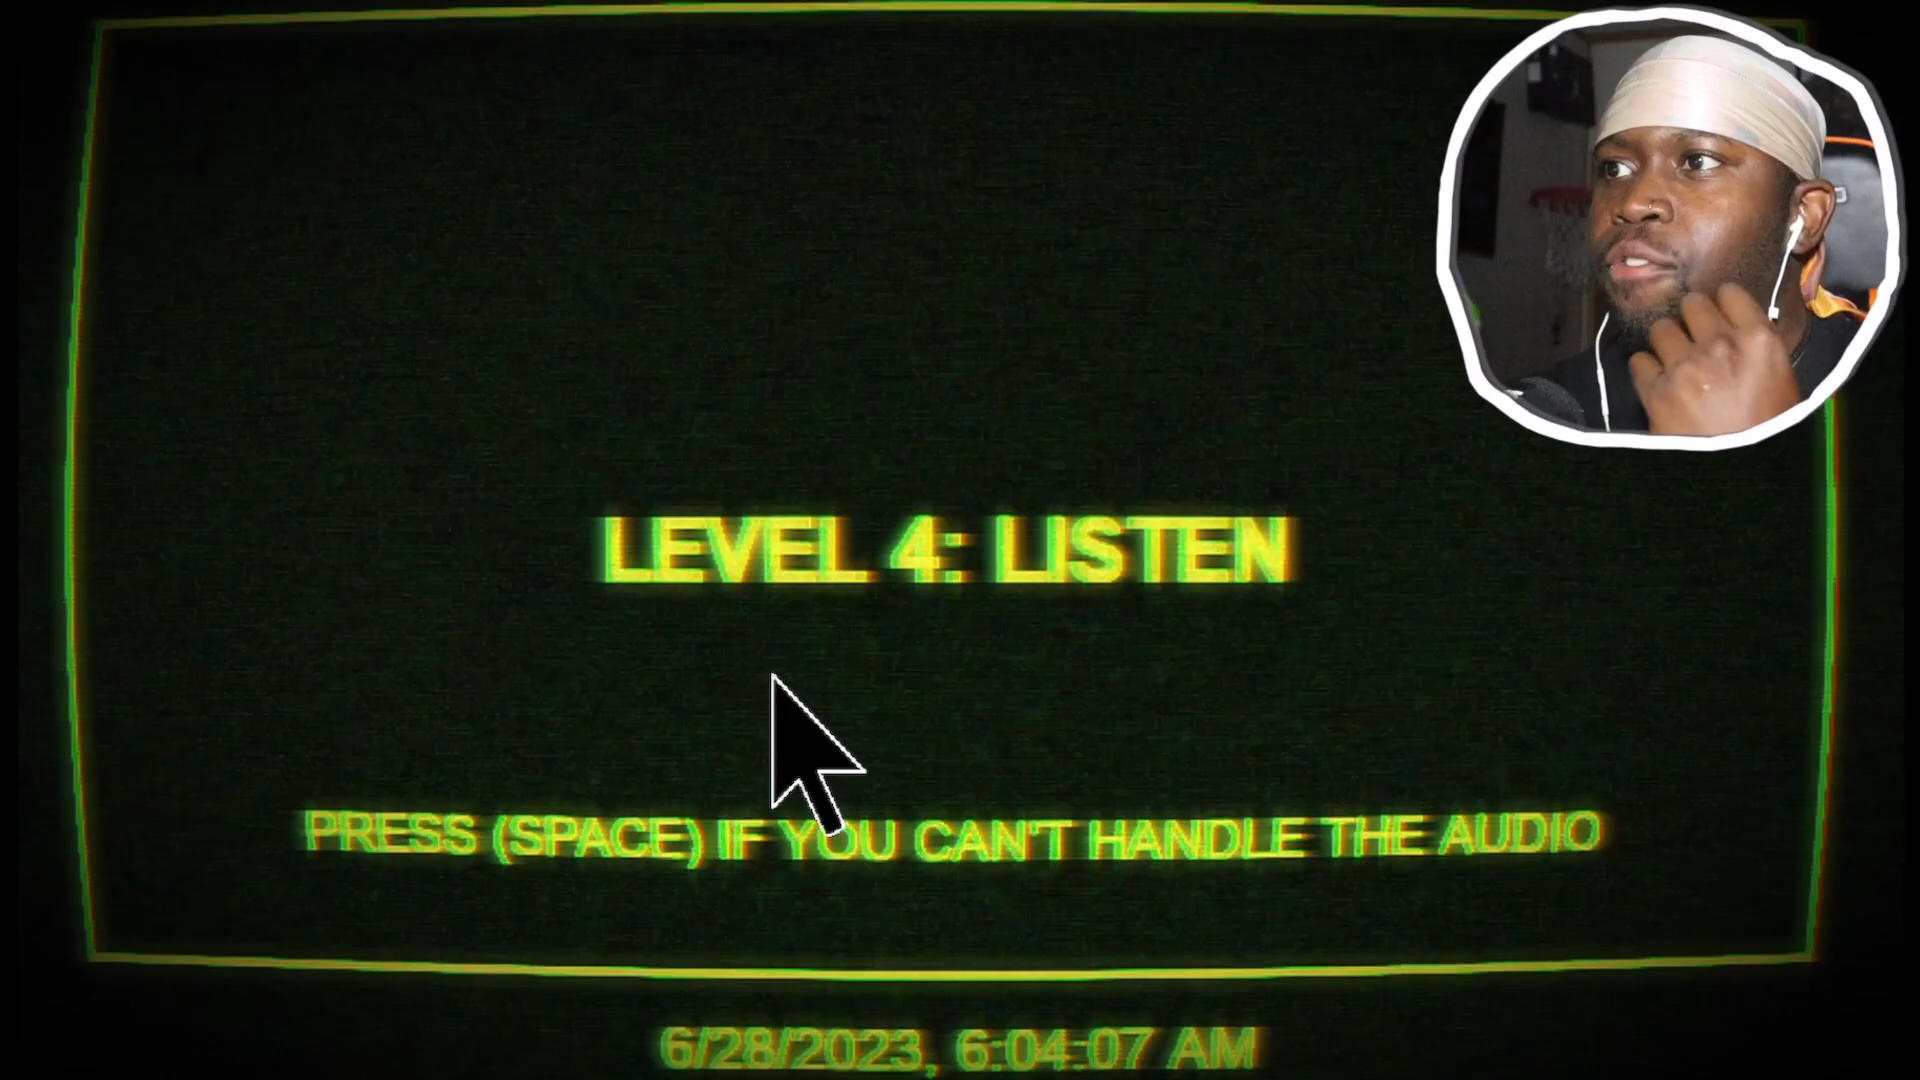 LEVEL 4: LISTEN
PRESS (SPACE) IF YOU CAN'T HANDLE THE AUDIO
6/28/2023, 6:04:07 AM